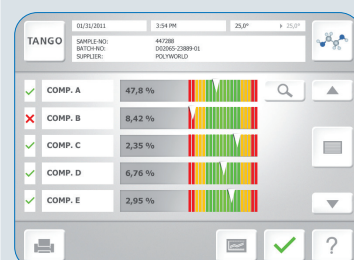 01/31/2011 3:54 PM 25,0° ▸ 25,0°
TANGO
SAMPLE-NO: 447288
BATCH-NO: D02065-23889-01
SUPPLIER: POLYWORLD
COMP. A 47,8 %
COMP. B 8,42 %
COMP. C 2,35 %
COMP. D 6,76 %
COMP. E 2,95 %
?